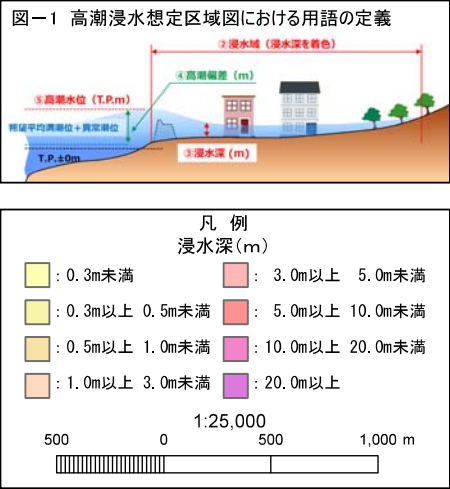 図－1 高潮浸水想定区域図における用語の定義
②浸水域（浸水深を着色）
④高潮偏差（m）
⑤高潮水位（T.P.m）
朔望平均満潮位＋異常潮位
③浸水深(m)
T.P.±0m
凡 例
浸水深(m)
：0.3m未満
：0.3m以上 0.5m未満
：0.5m以上 1.0m未満
：1.0m以上 3.0m未満
： 3.0m以上 5.0m未満
： 5.0m以上 10.0m未満
：10.0m以上 20.0m未満
：20.0m以上
1:25,000
500 0 500 1,000 m